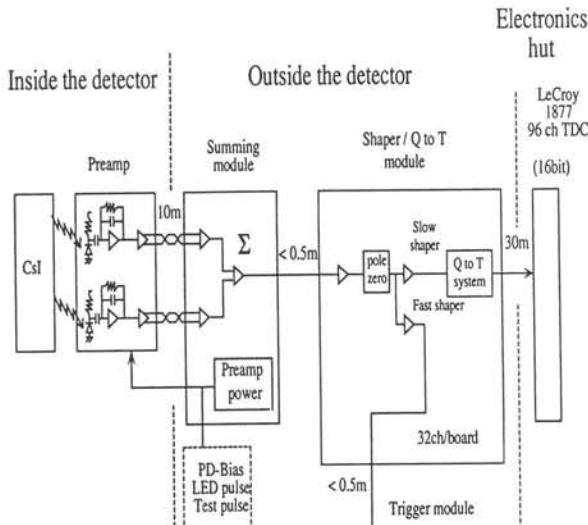 Electronics
hut
Inside the detector
Outside the detector
LeCroy
1877
96 ch TDC
(16bit)
Preamp
Summing
module
Shaper / Q to T
module
10m
Σ
< 0.5m
Slow
shaper
30m
CsI
pole
zero
Q to T
system
Fast shaper
Preamp
power
32ch/board
PD-Bias
LED pulse
Test pulse
< 0.5m
Trigger module